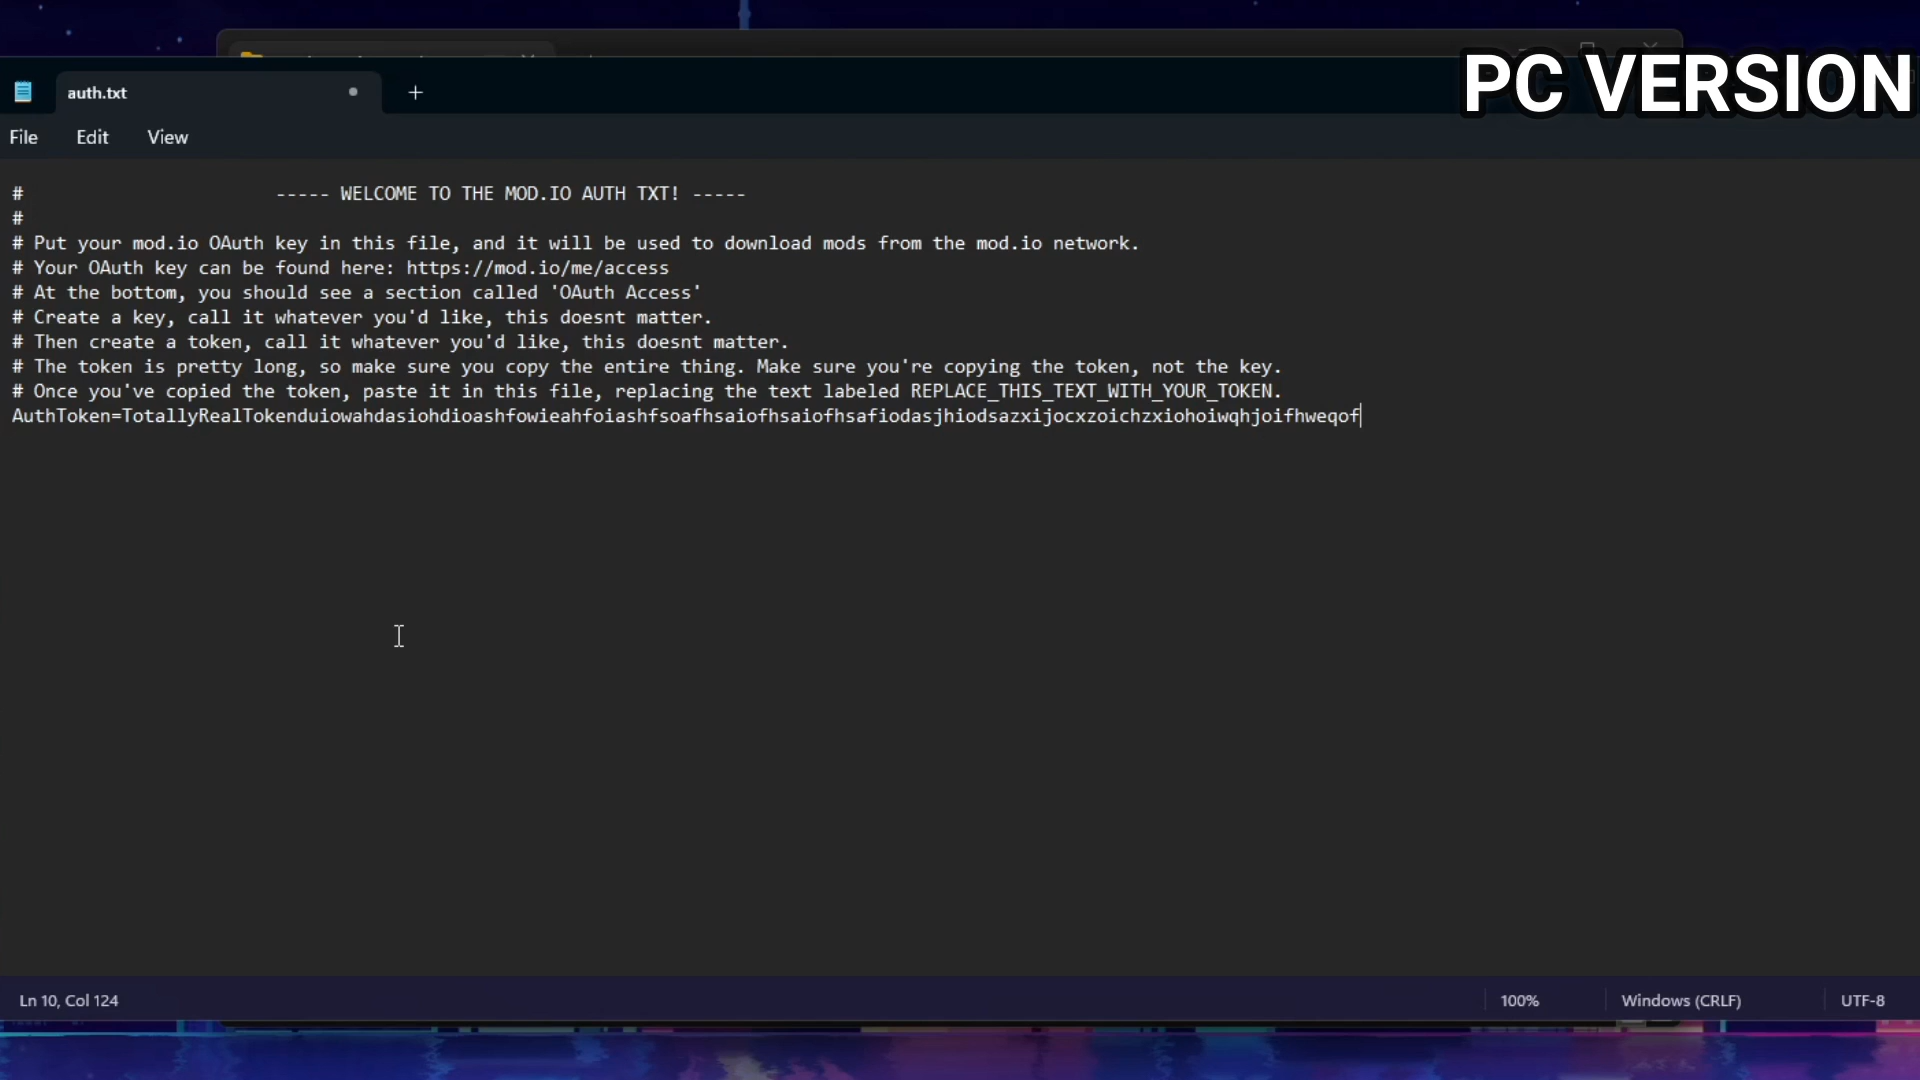 PC VERSION
auth.txt
File Edit View
# ----- WELCOME TO THE MOD.IO AUTH TXT! -----
#
# Put your mod.io OAuth key in this file, and it will be used to download mods from the mod.io network.
# Your OAuth key can be found here: https://mod.io/me/access
# At the bottom, you should see a section called 'OAuth Access'
# Create a key, call it whatever you'd like, this doesnt matter.
# Then create a token, call it whatever you'd like, this doesnt matter.
# The token is pretty long, so make sure you copy the entire thing. Make sure you're copying the token, not the key.
# Once you've copied the token, paste it in this file, replacing the text labeled REPLACE_THIS_TEXT_WITH_YOUR_TOKEN.
AuthToken=TotallyRealTokenduiowahdasiohdioashfowieahfoiashfsoafhsaiofhsaiofhsafiodasjhiodsazxijocxzoichzxiohoiwqhjoifhweqof
Ln 10, Col 124 100% Windows (CRLF) UTF-8